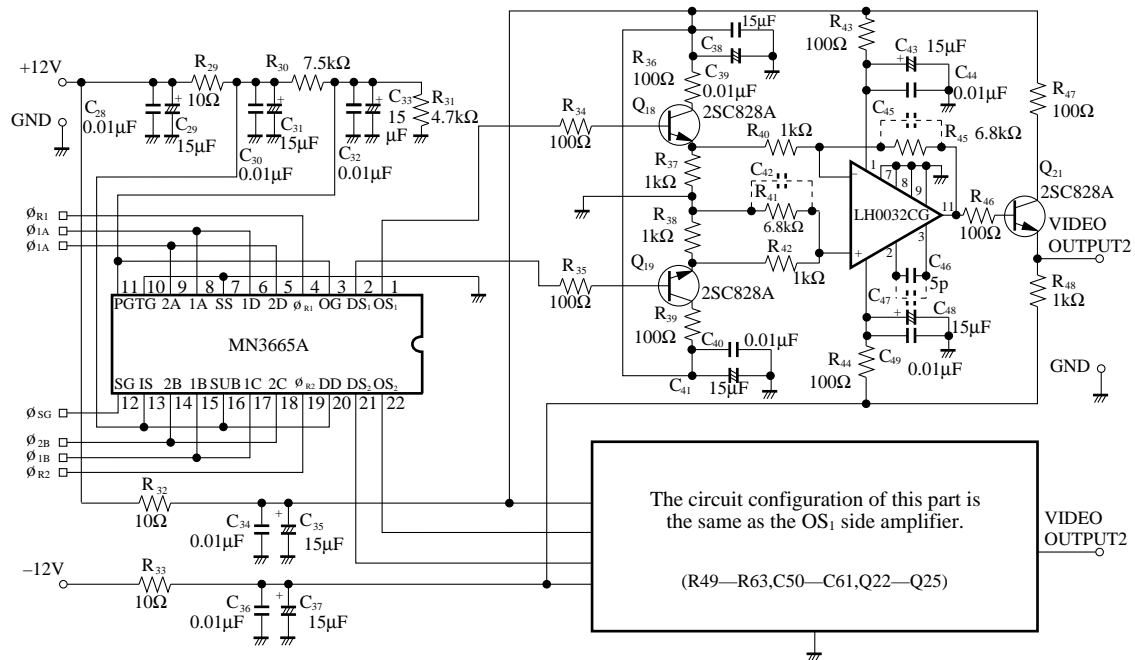 +12V
R29
10Ω
R30
7.5kΩ
C28
0.01µF
C29
15µF
C30
0.01µF
C31
15µF
C32
0.01µF
C33
15
µF
R31
4.7kΩ
GND
ØR1
Ø1A
Ø1A
11 10 9 8 7 6 5 4 3 2 1
PG TG 2A 1A SS 1D 2D ØR1 OG DS1 OS1
MN3665A
SG IS 2B 1B SUB 1C 2C ØR2 DD DS2 OS2
12 13 14 15 16 17 18 19 20 21 22
ØSG
Ø2B
Ø1B
ØR2
R32
10Ω
C34
0.01µF
+
C35
15µF
–12V
R33
10Ω
C36
0.01µF
+
C37
15µF
R34
100Ω
R35
100Ω
15µF
C38
R36
100Ω
C39
0.01µF
Q18
2SC828A
R37
1kΩ
R38
1kΩ
Q19
2SC828A
R39
100Ω
C40
0.01µF
C41
15µF
R40
1kΩ
C42
R41
6.8kΩ
R42
1kΩ
R43
100Ω
C43
15µF
+
C44
0.01µF
C45
R45
6.8kΩ
1
7
8
9
–
LH0032CG
+
11
2
3
C46
5p
C47
+
C48
15µF
C49
0.01µF
R44
100Ω
R46
100Ω
R47
100Ω
Q21
2SC828A
VIDEO
OUTPUT2
R48
1kΩ
GND
The circuit configuration of this part is
the same as the OS1 side amplifier.
(R49—R63,C50—C61,Q22—Q25)
VIDEO
OUTPUT2